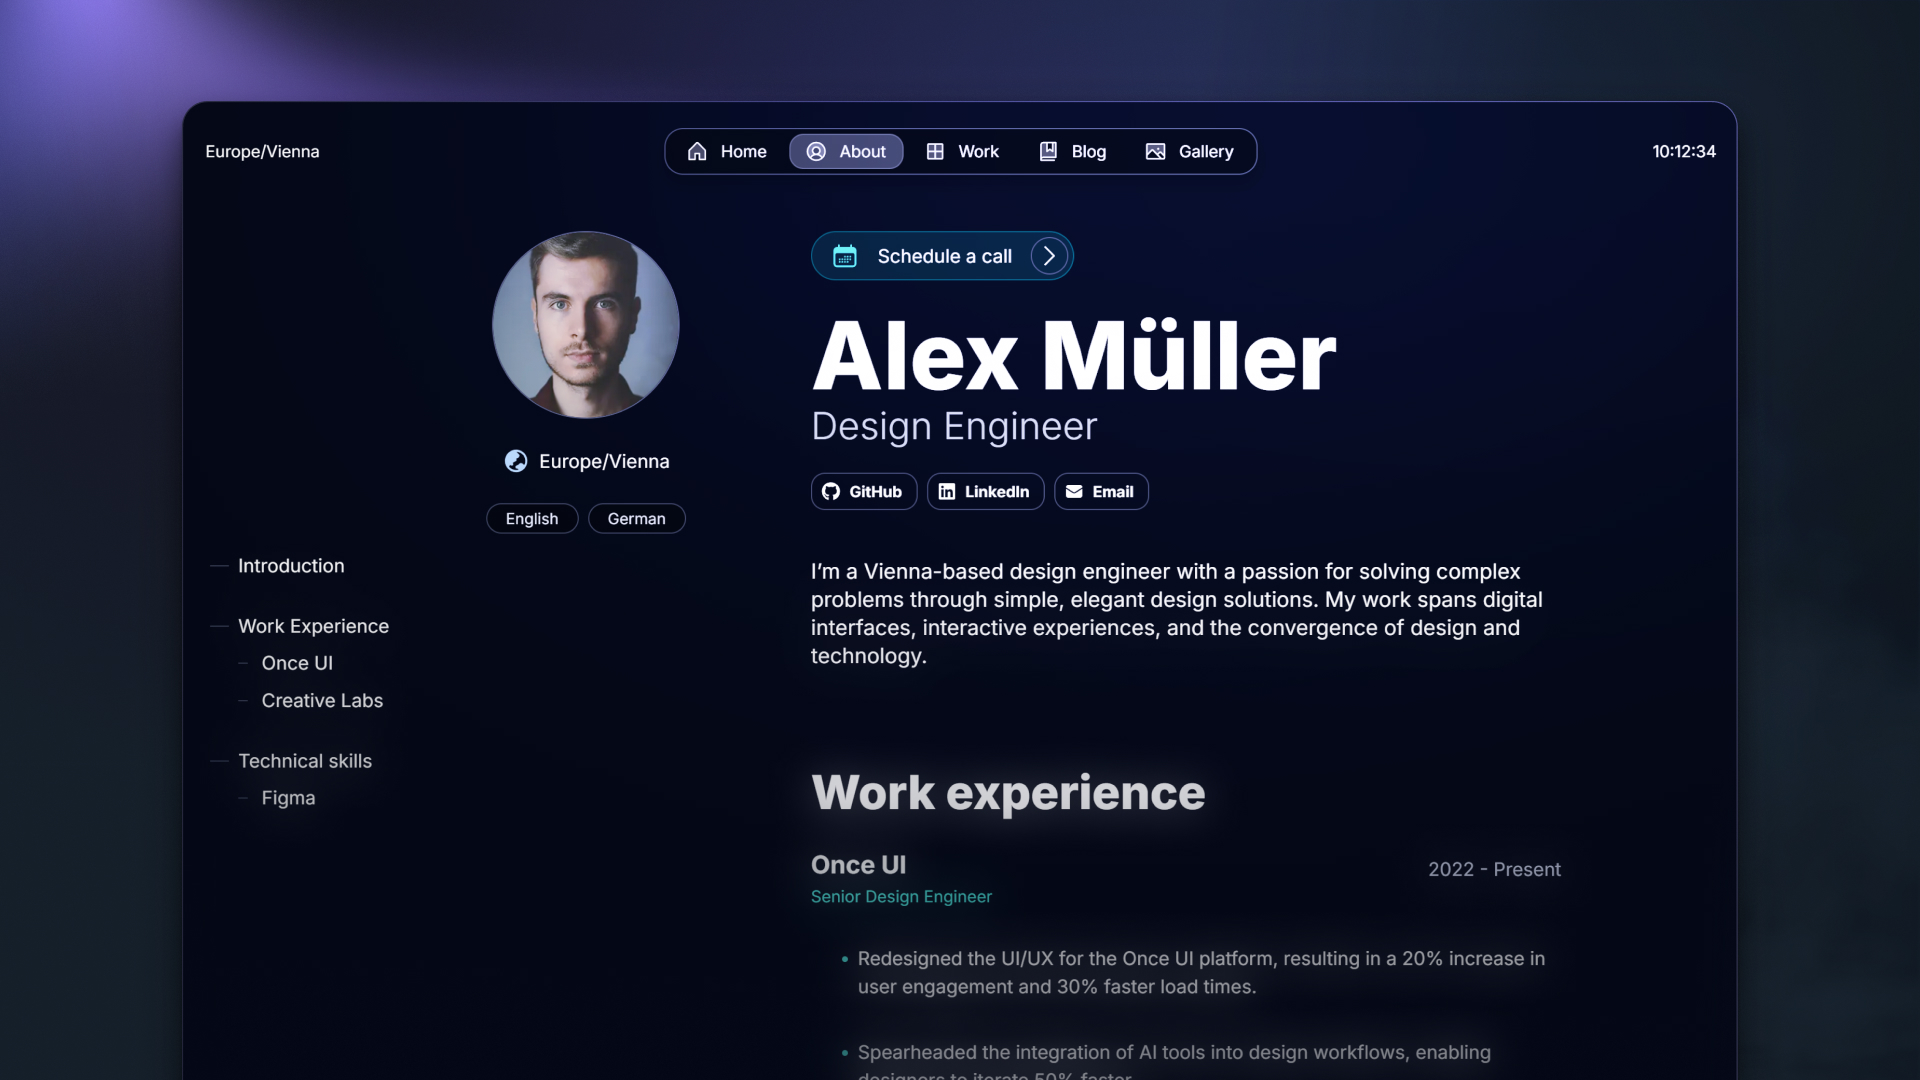 Europe/Vienna
Home
About
Work
Blog
Gallery
10:12:34
Schedule a call
Alex Müller
Design Engineer
Europe/Vienna
GitHub
LinkedIn
Email
English
German
Introduction
Work Experience
Once UI
Creative Labs
Technical skills
Figma
I’m a Vienna-based design engineer with a passion for solving complex
problems through simple, elegant design solutions. My work spans digital
interfaces, interactive experiences, and the convergence of design and
technology.
Work experience
Once UI
2022 - Present
Senior Design Engineer
Redesigned the UI/UX for the Once UI platform, resulting in a 20% increase in
user engagement and 30% faster load times.
Spearheaded the integration of AI tools into design workflows, enabling
designers to iterate 50% faster.